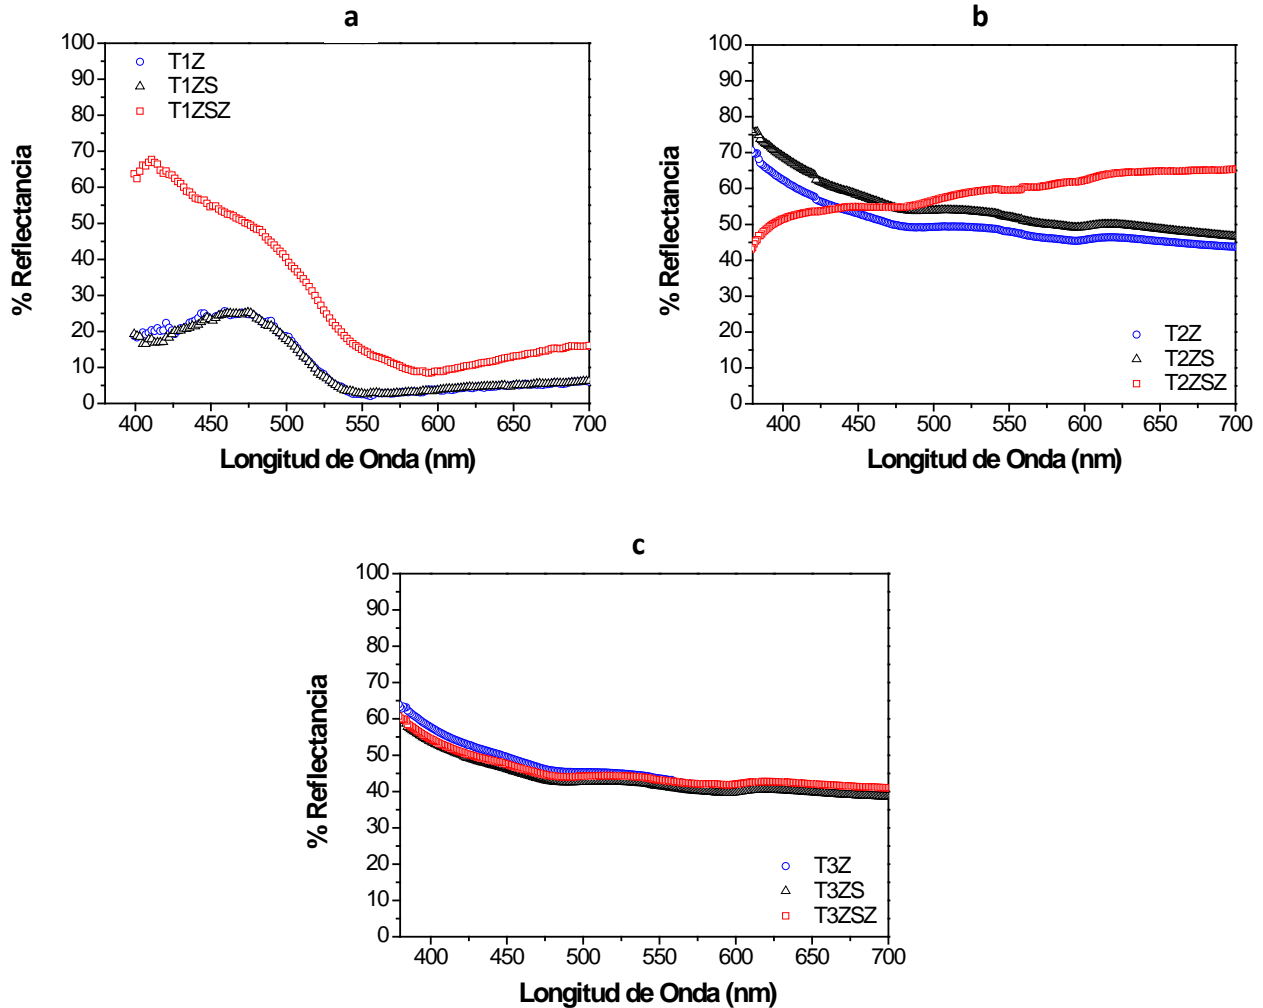 a
100
90
80
70
60
50
40
30
20
10
0
% Reflectancia
T1Z
T1ZS
T1ZSZ
400 450 500 550 600 650 700
Longitud de Onda (nm)
b
100
90
80
70
60
50
40
30
20
10
0
% Reflectancia
T2Z
T2ZS
T2ZSZ
400 450 500 550 600 650 700
Longitud de Onda (nm)
c
100
90
80
70
60
50
40
30
20
10
0
% Reflectancia
T3Z
T3ZS
T3ZSZ
400 450 500 550 600 650 700
Longitud de Onda (nm)